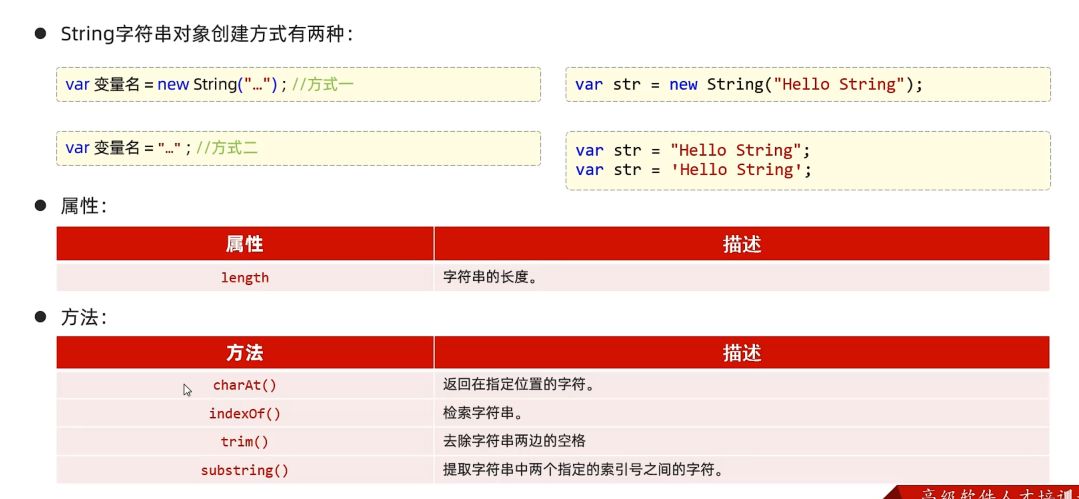 String字符串对象创建方式有两种：
var 变量名 = new String("…") ; //方式一
var str = new String("Hello String");
var 变量名 = "…" ; //方式二
var str = "Hello String";
var str = 'Hello String';
属性：
属性 描述
length 字符串的长度。
方法：
方法 描述
charAt() 返回在指定位置的字符。
indexOf() 检索字符串。
trim() 去除字符串两边的空格
substring() 提取字符串中两个指定的索引号之间的字符。
高级软件人才培训